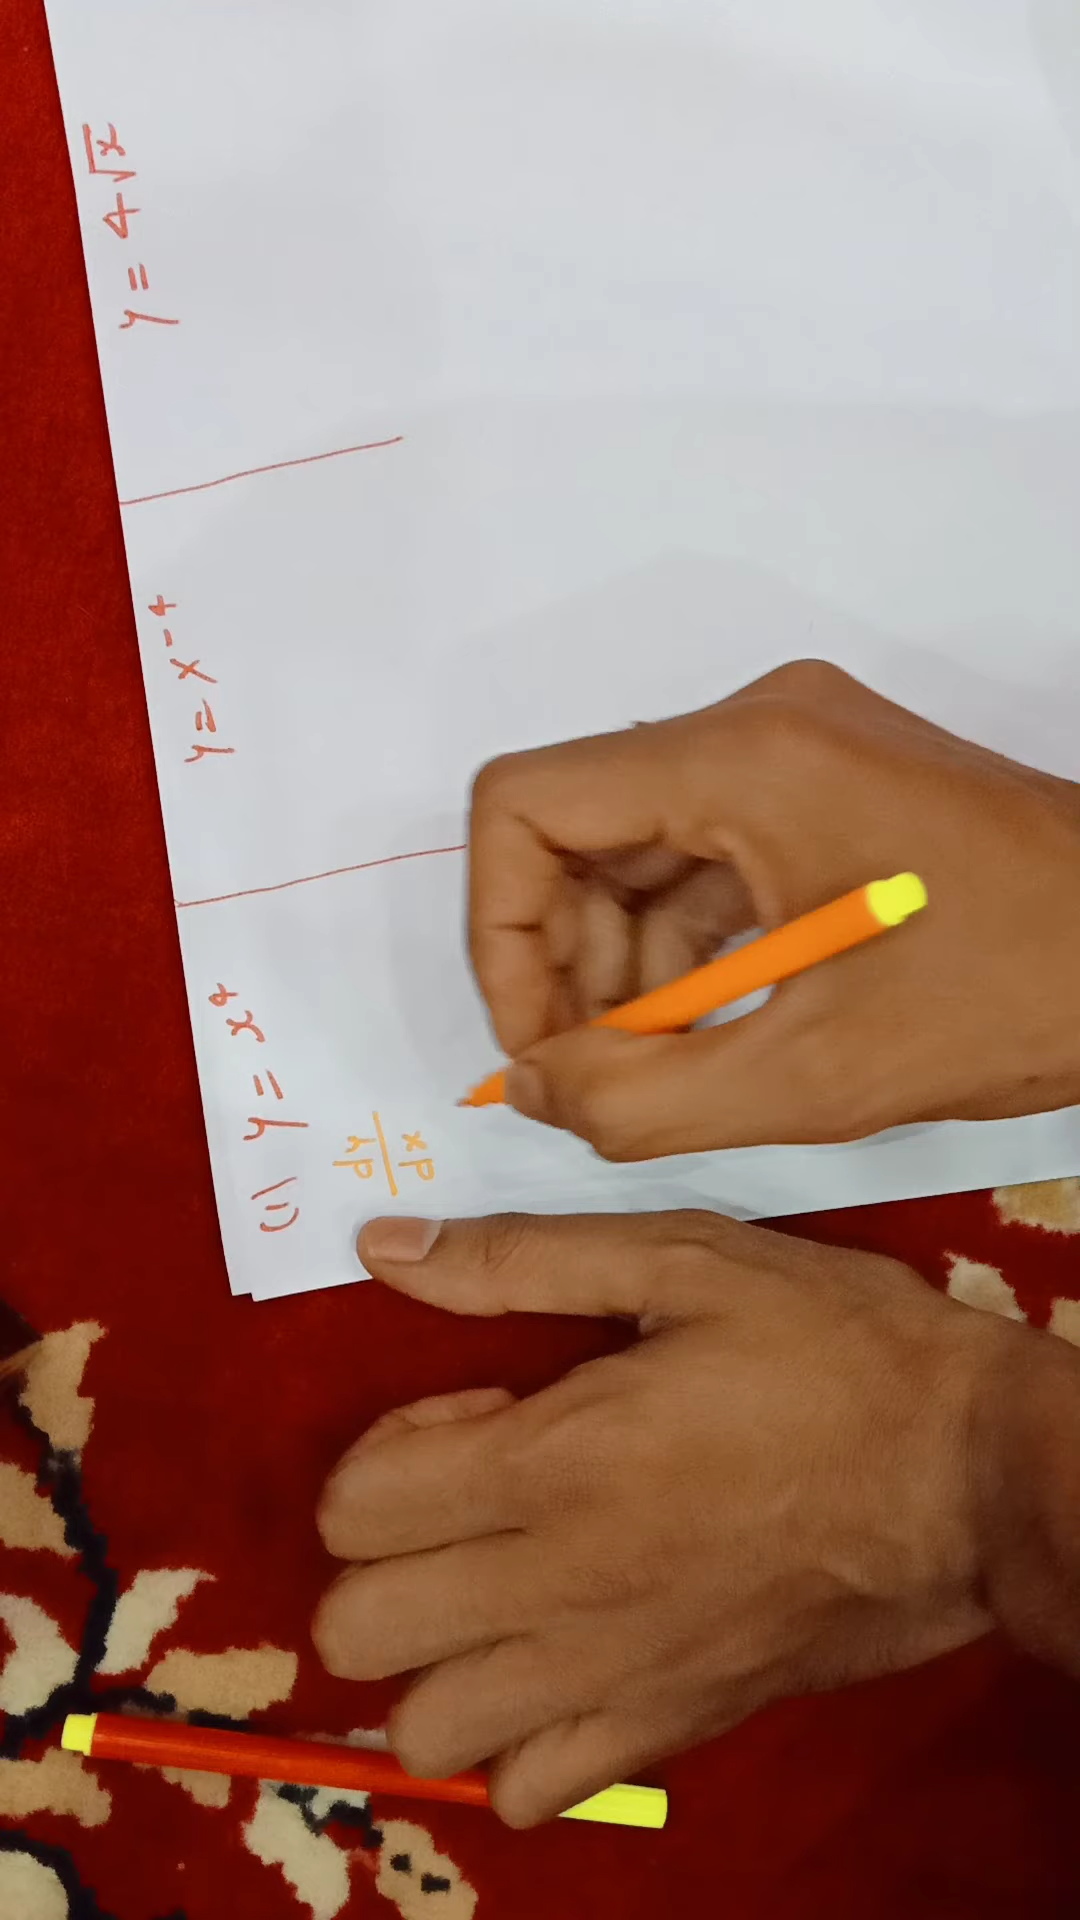 (1) y = x⁴
dy/dx
y = x⁻⁴
y = 4√x